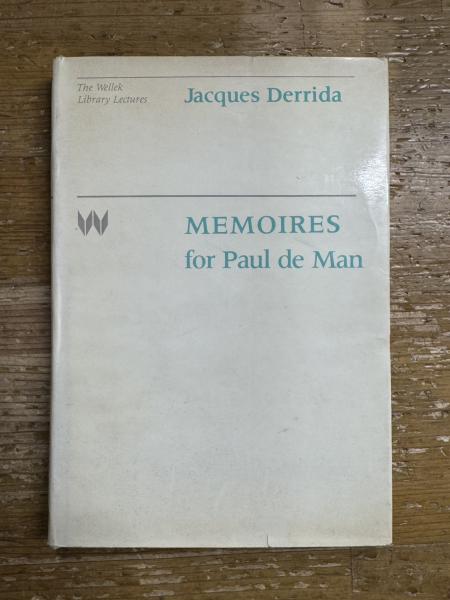 The Wellek
Library Lectures
Jacques Derrida
MEMOIRES
for Paul de Man